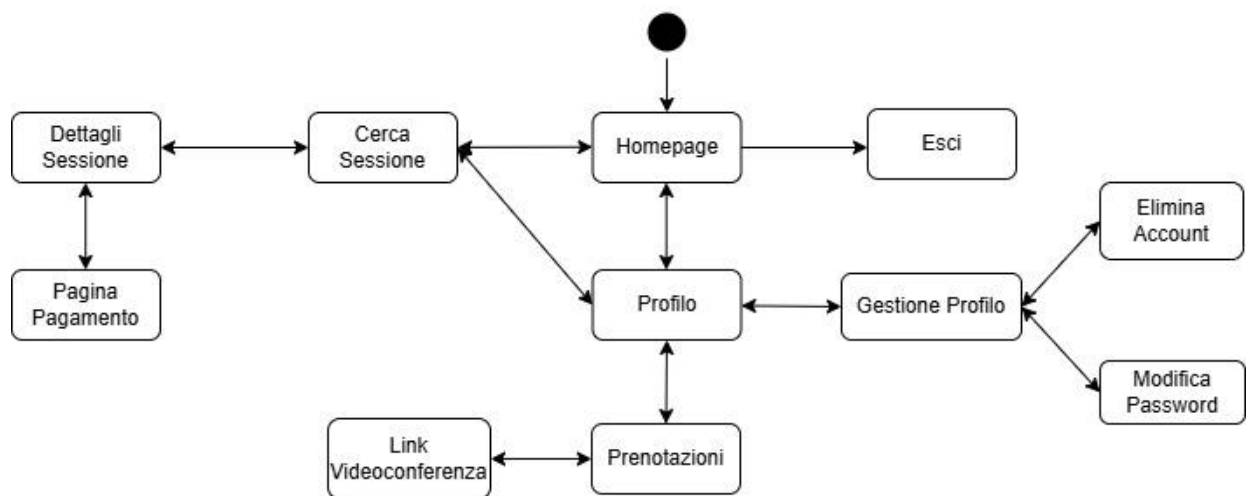 Dettagli
Sessione
Cerca
Sessione
Homepage
Esci
Elimina
Account
Pagina
Pagamento
Profilo
Gestione Profilo
Modifica
Password
Link
Videoconferenza
Prenotazioni